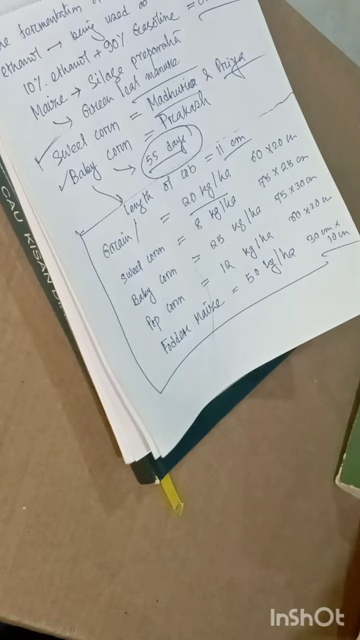 fermentation
ethanol → being used as
10% ethanol + 90% Gasoline =
Maize → Silage preparation
→ Green leaf manure
✓ Sweet corn = Madhuri & Priya
✓ Baby corn = Prakash
→ 55 days
length of cob = 11 cm
Grain = 20 kg/ha 60 x 20 cm
Sweet corn = 8 kg/ha 75 x 25 cm
Baby corn = 25 kg/ha 45 x 30 cm
Pop corn = 12 kg/ha 60 x 20 cm
Fodder maize = 50 kg/ha 30 cm x 10 cm
CAU KISAN
InShOt